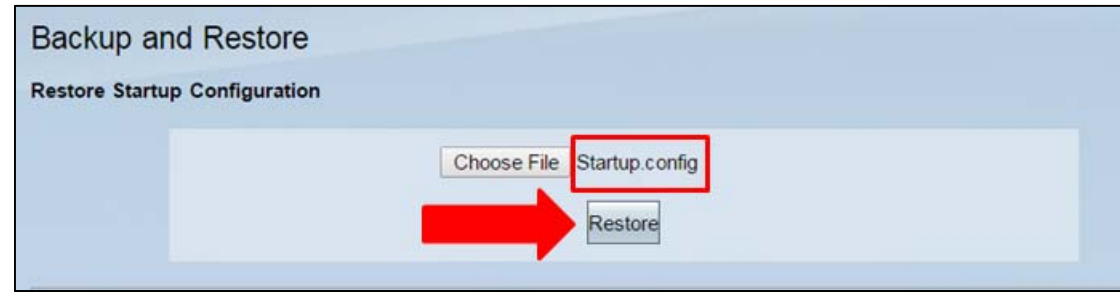 Backup and Restore
Restore Startup Configuration
Choose File Startup.config
Restore